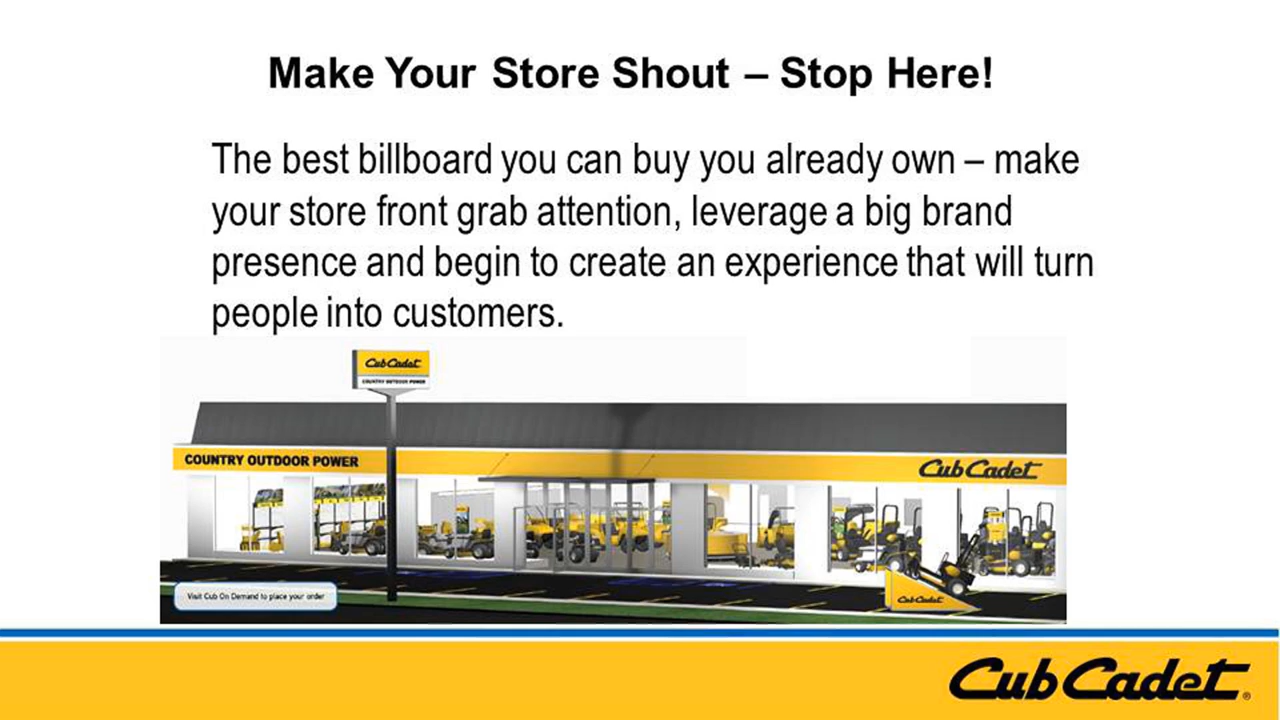 Make Your Store Shout – Stop Here!
The best billboard you can buy you already own – make
your store front grab attention, leverage a big brand
presence and begin to create an experience that will turn
people into customers.
Cub Cadet
COUNTRY OUTDOOR POWER
COUNTRY OUTDOOR POWER
Cub Cadet
Cub Cadet
Visit Cub On Demand to place your order
Cub Cadet®